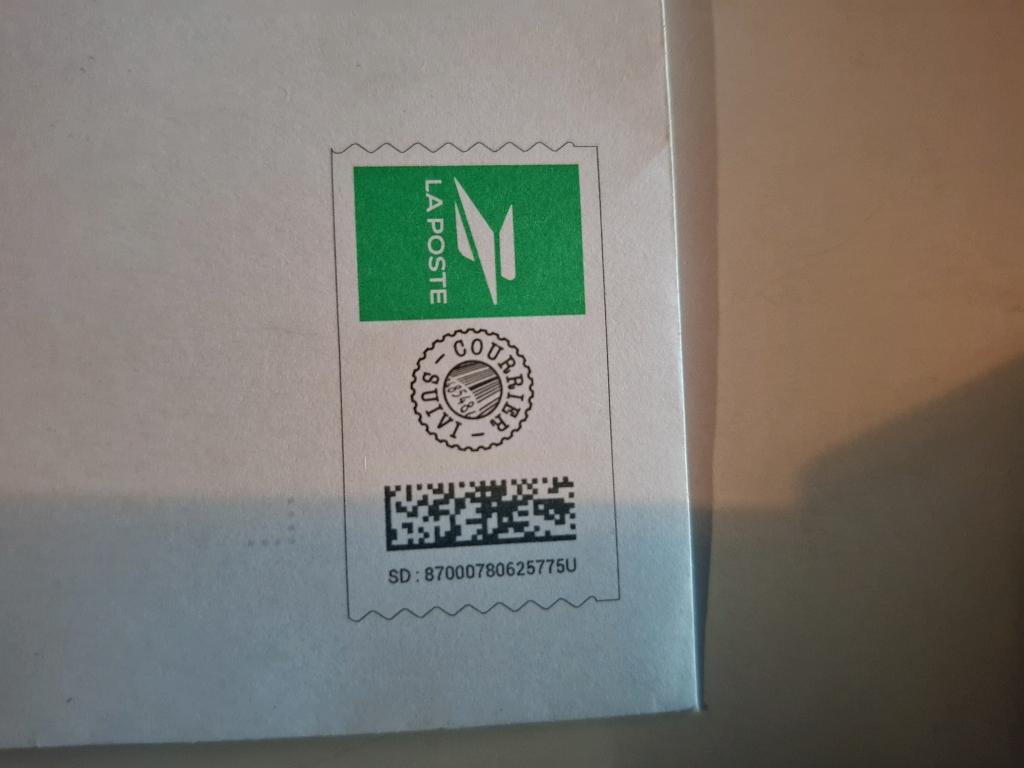 LA POSTE
COURRIER - SUIVI -
SD : 87000780625775U